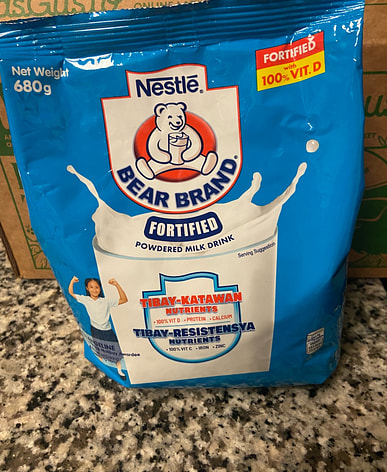 ONLINE
Net Weight
680g
Nestlé®
BEAR BRAND®
FORTIFIED
POWDERED MILK DRINK
FORTIFIED
with
100% VIT. D
Serving Suggestion
TIBAY-KATAWAN
NUTRIENTS
• 100% VIT D • PROTEIN • CALCIUM
TIBAY-RESISTENSYA
NUTRIENTS
• 100% VIT C • IRON • ZINC